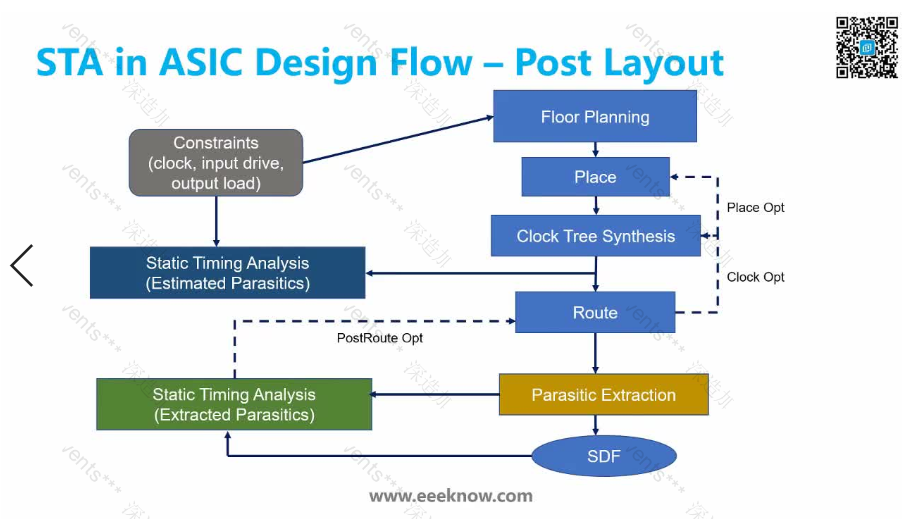 STA in ASIC Design Flow – Post Layout
Constraints
(clock, input drive,
output load)
Floor Planning
Place
Place Opt
Clock Tree Synthesis
Static Timing Analysis
(Estimated Parasitics)
Clock Opt
Route
PostRoute Opt
Static Timing Analysis
(Extracted Parasitics)
Parasitic Extraction
SDF
www.eeeknow.com